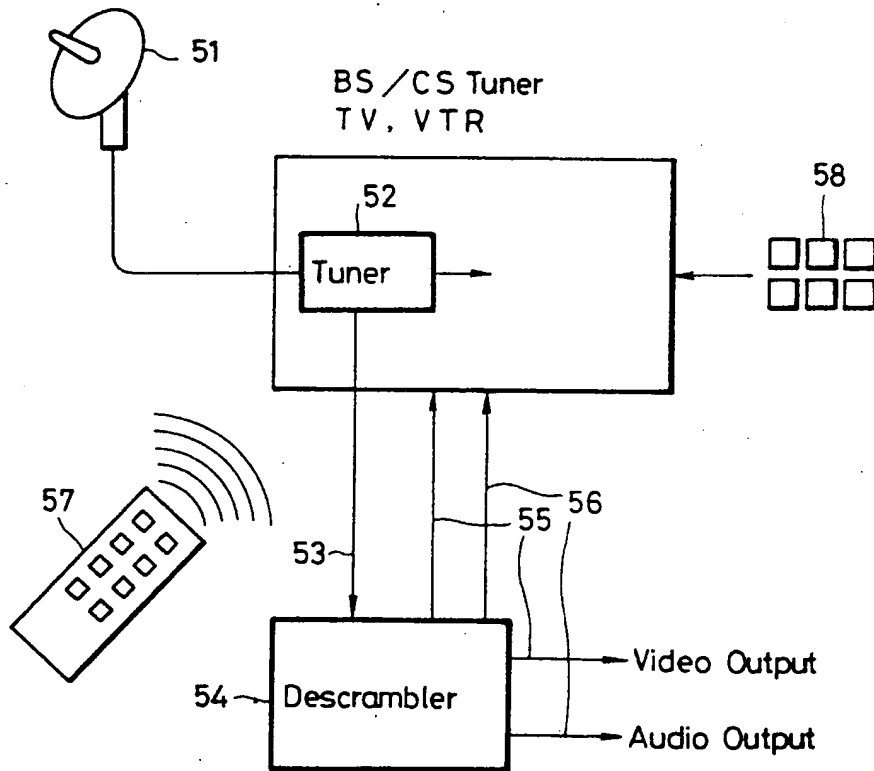 51
BS/CS Tuner
TV, VTR
52
58
Tuner
57
53
55
56
54
Descrambler
Video Output
Audio Output